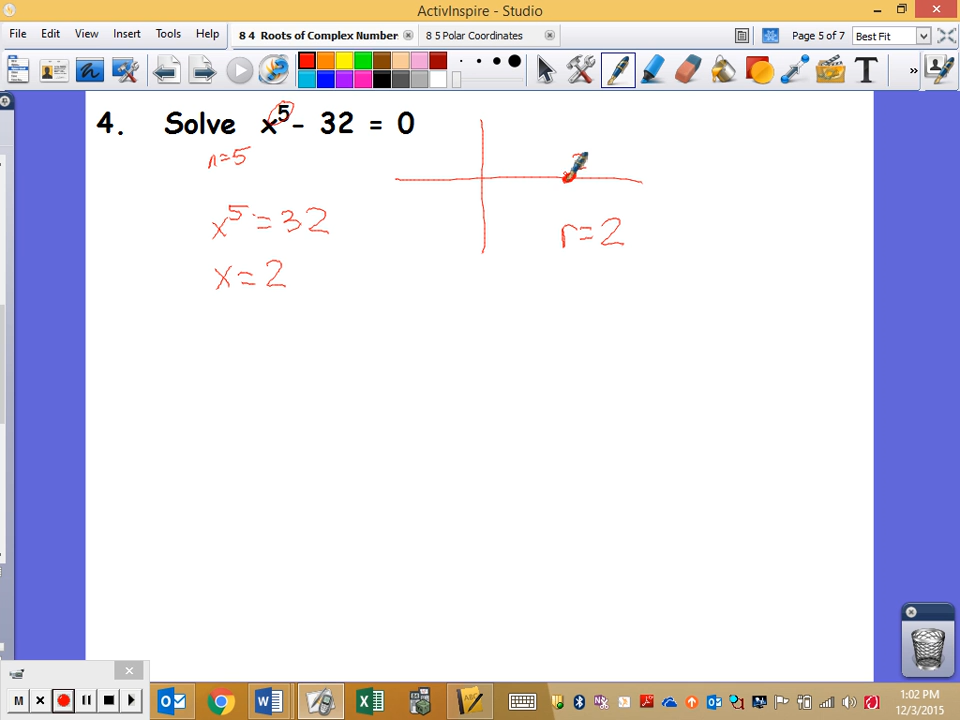 ActivInspire - Studio
File Edit View Insert Tools Help
8 4 Roots of Complex Number
8 5 Polar Coordinates
Page 5 of 7
Best Fit
T
»
4. Solve x⁵ - 32 = 0
n=5
x⁵ = 32
x = 2
2
r = 2
M
1:02 PM
12/3/2015